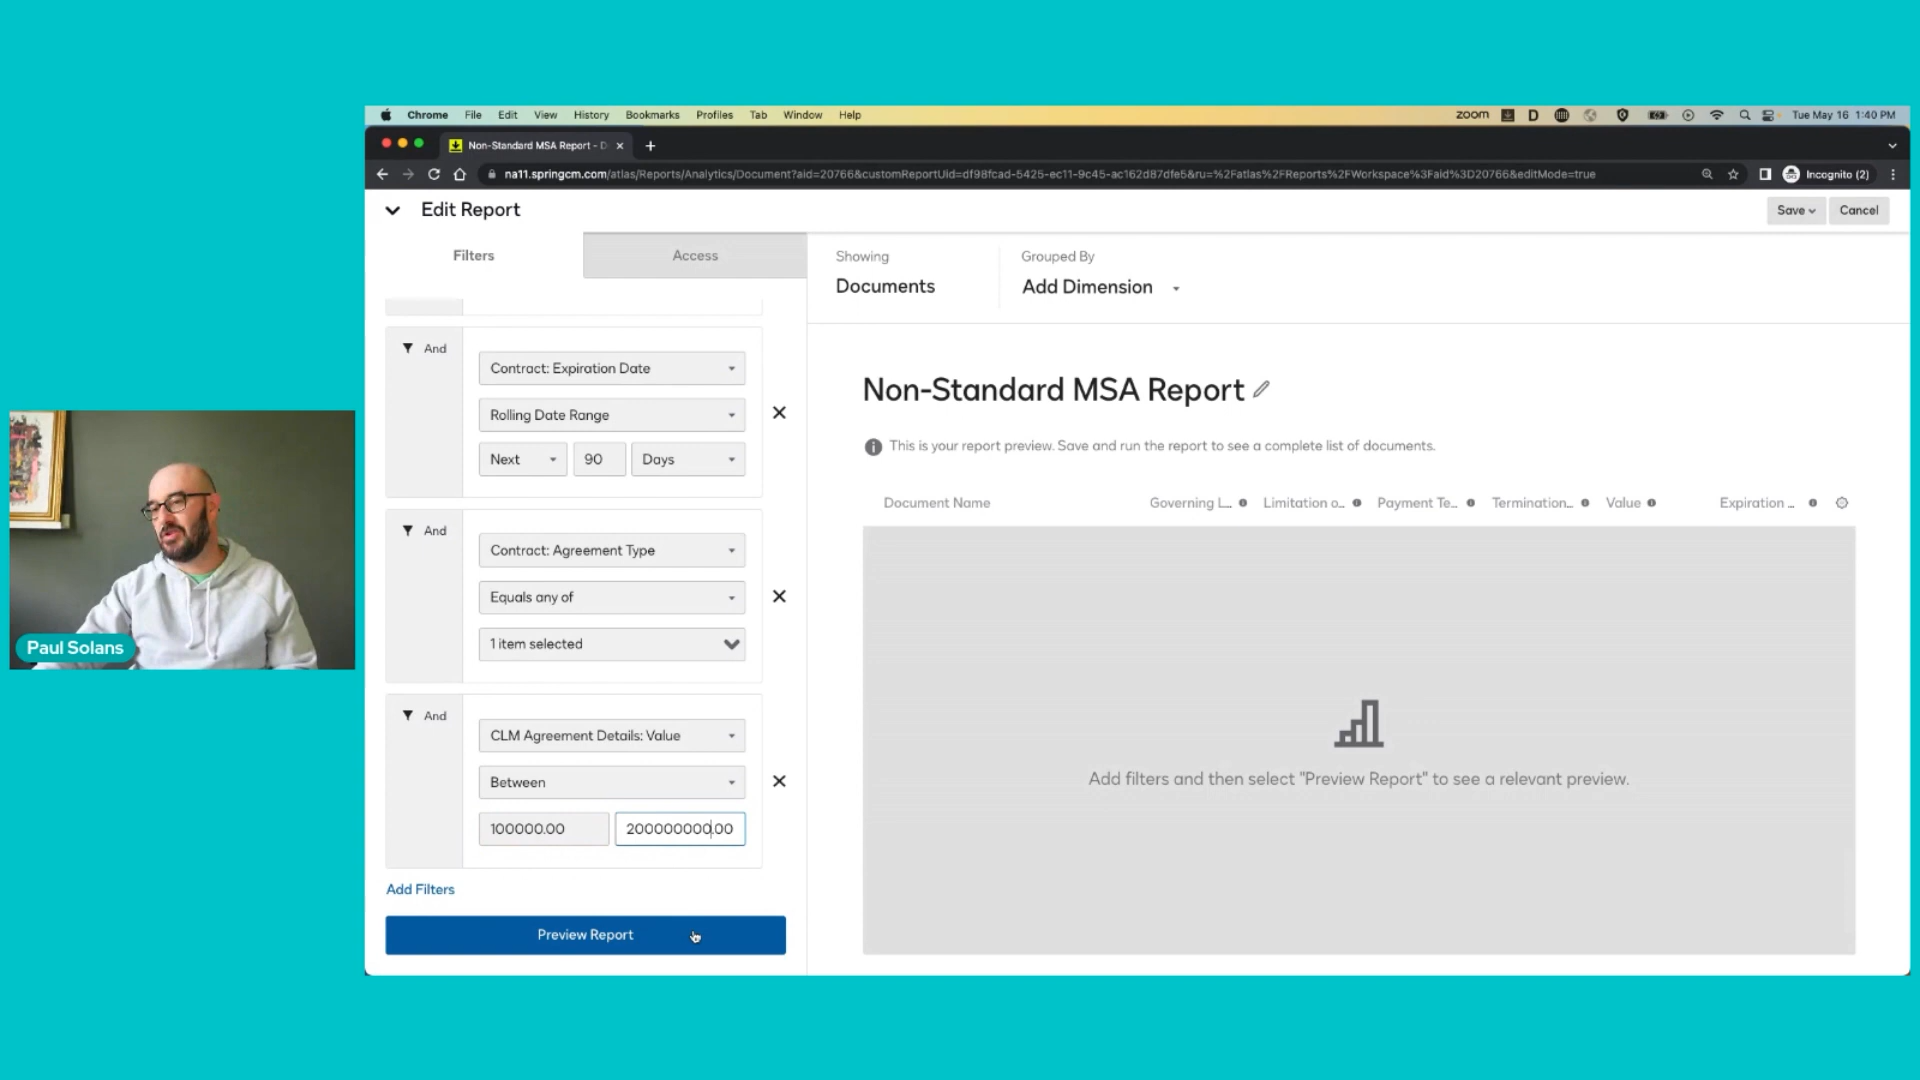 Chrome File Edit View History Bookmarks Profiles Tab Window Help
zoom D Tue May 16 1:40 PM
Non-Standard MSA Report - D
na11.springcm.com/atlas/Reports/Analytics/Document?aid=20766&customReportUid=df98fcad-5425-ec11-9c45-ac162d87dfe5&ru=%2Fatlas%2FReports%2FWorkspace%3Faid%3D20766&editMode=true
Incognito (2)
Edit Report
Save
Cancel
Filters
Access
And
Contract: Expiration Date
Rolling Date Range
Next
90
Days
And
Contract: Agreement Type
Equals any of
1 item selected
And
CLM Agreement Details: Value
Between
100000.00
200000000.00
Add Filters
Preview Report
Showing
Documents
Grouped By
Add Dimension
Non-Standard MSA Report
This is your report preview. Save and run the report to see a complete list of documents.
Document Name
Governing L...
Limitation o...
Payment Te...
Termination...
Value
Expiration ...
Add filters and then select "Preview Report" to see a relevant preview.
Paul Solans